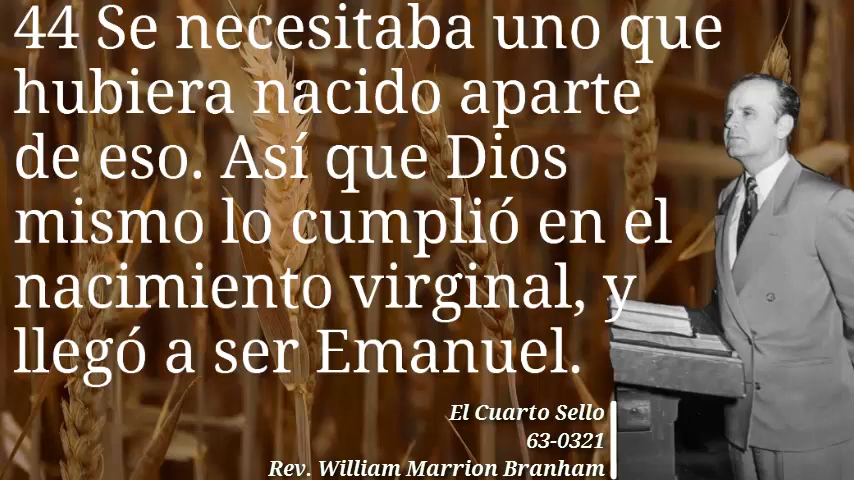 44 Se necesitaba uno que
hubiera nacido aparte
de eso. Así que Dios
mismo lo cumplió en el
nacimiento virginal, y
llegó a ser Emanuel.
El Cuarto Sello
63-0321
Rev. William Marrion Branham